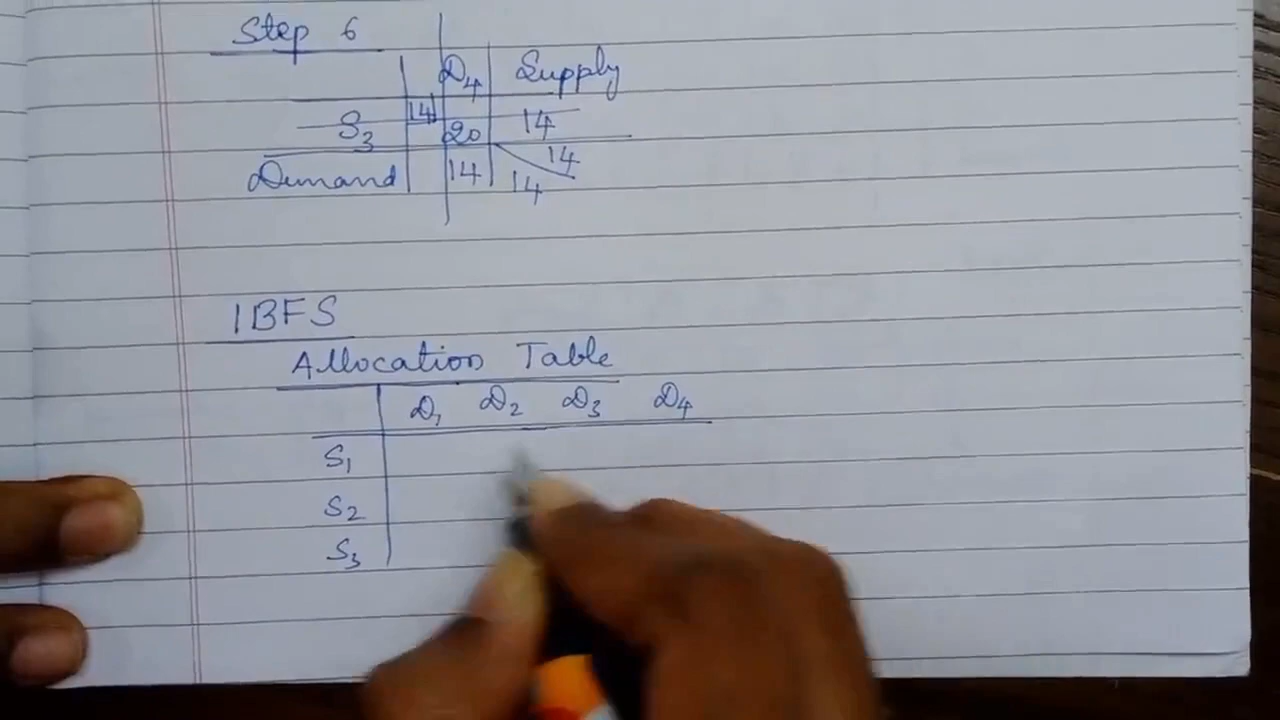 Step 6
D4 Supply
S3 14 20 14
Demand 14 14 14
IBFS
Allocation Table
D1 D2 D3 D4
S1
S2
S3